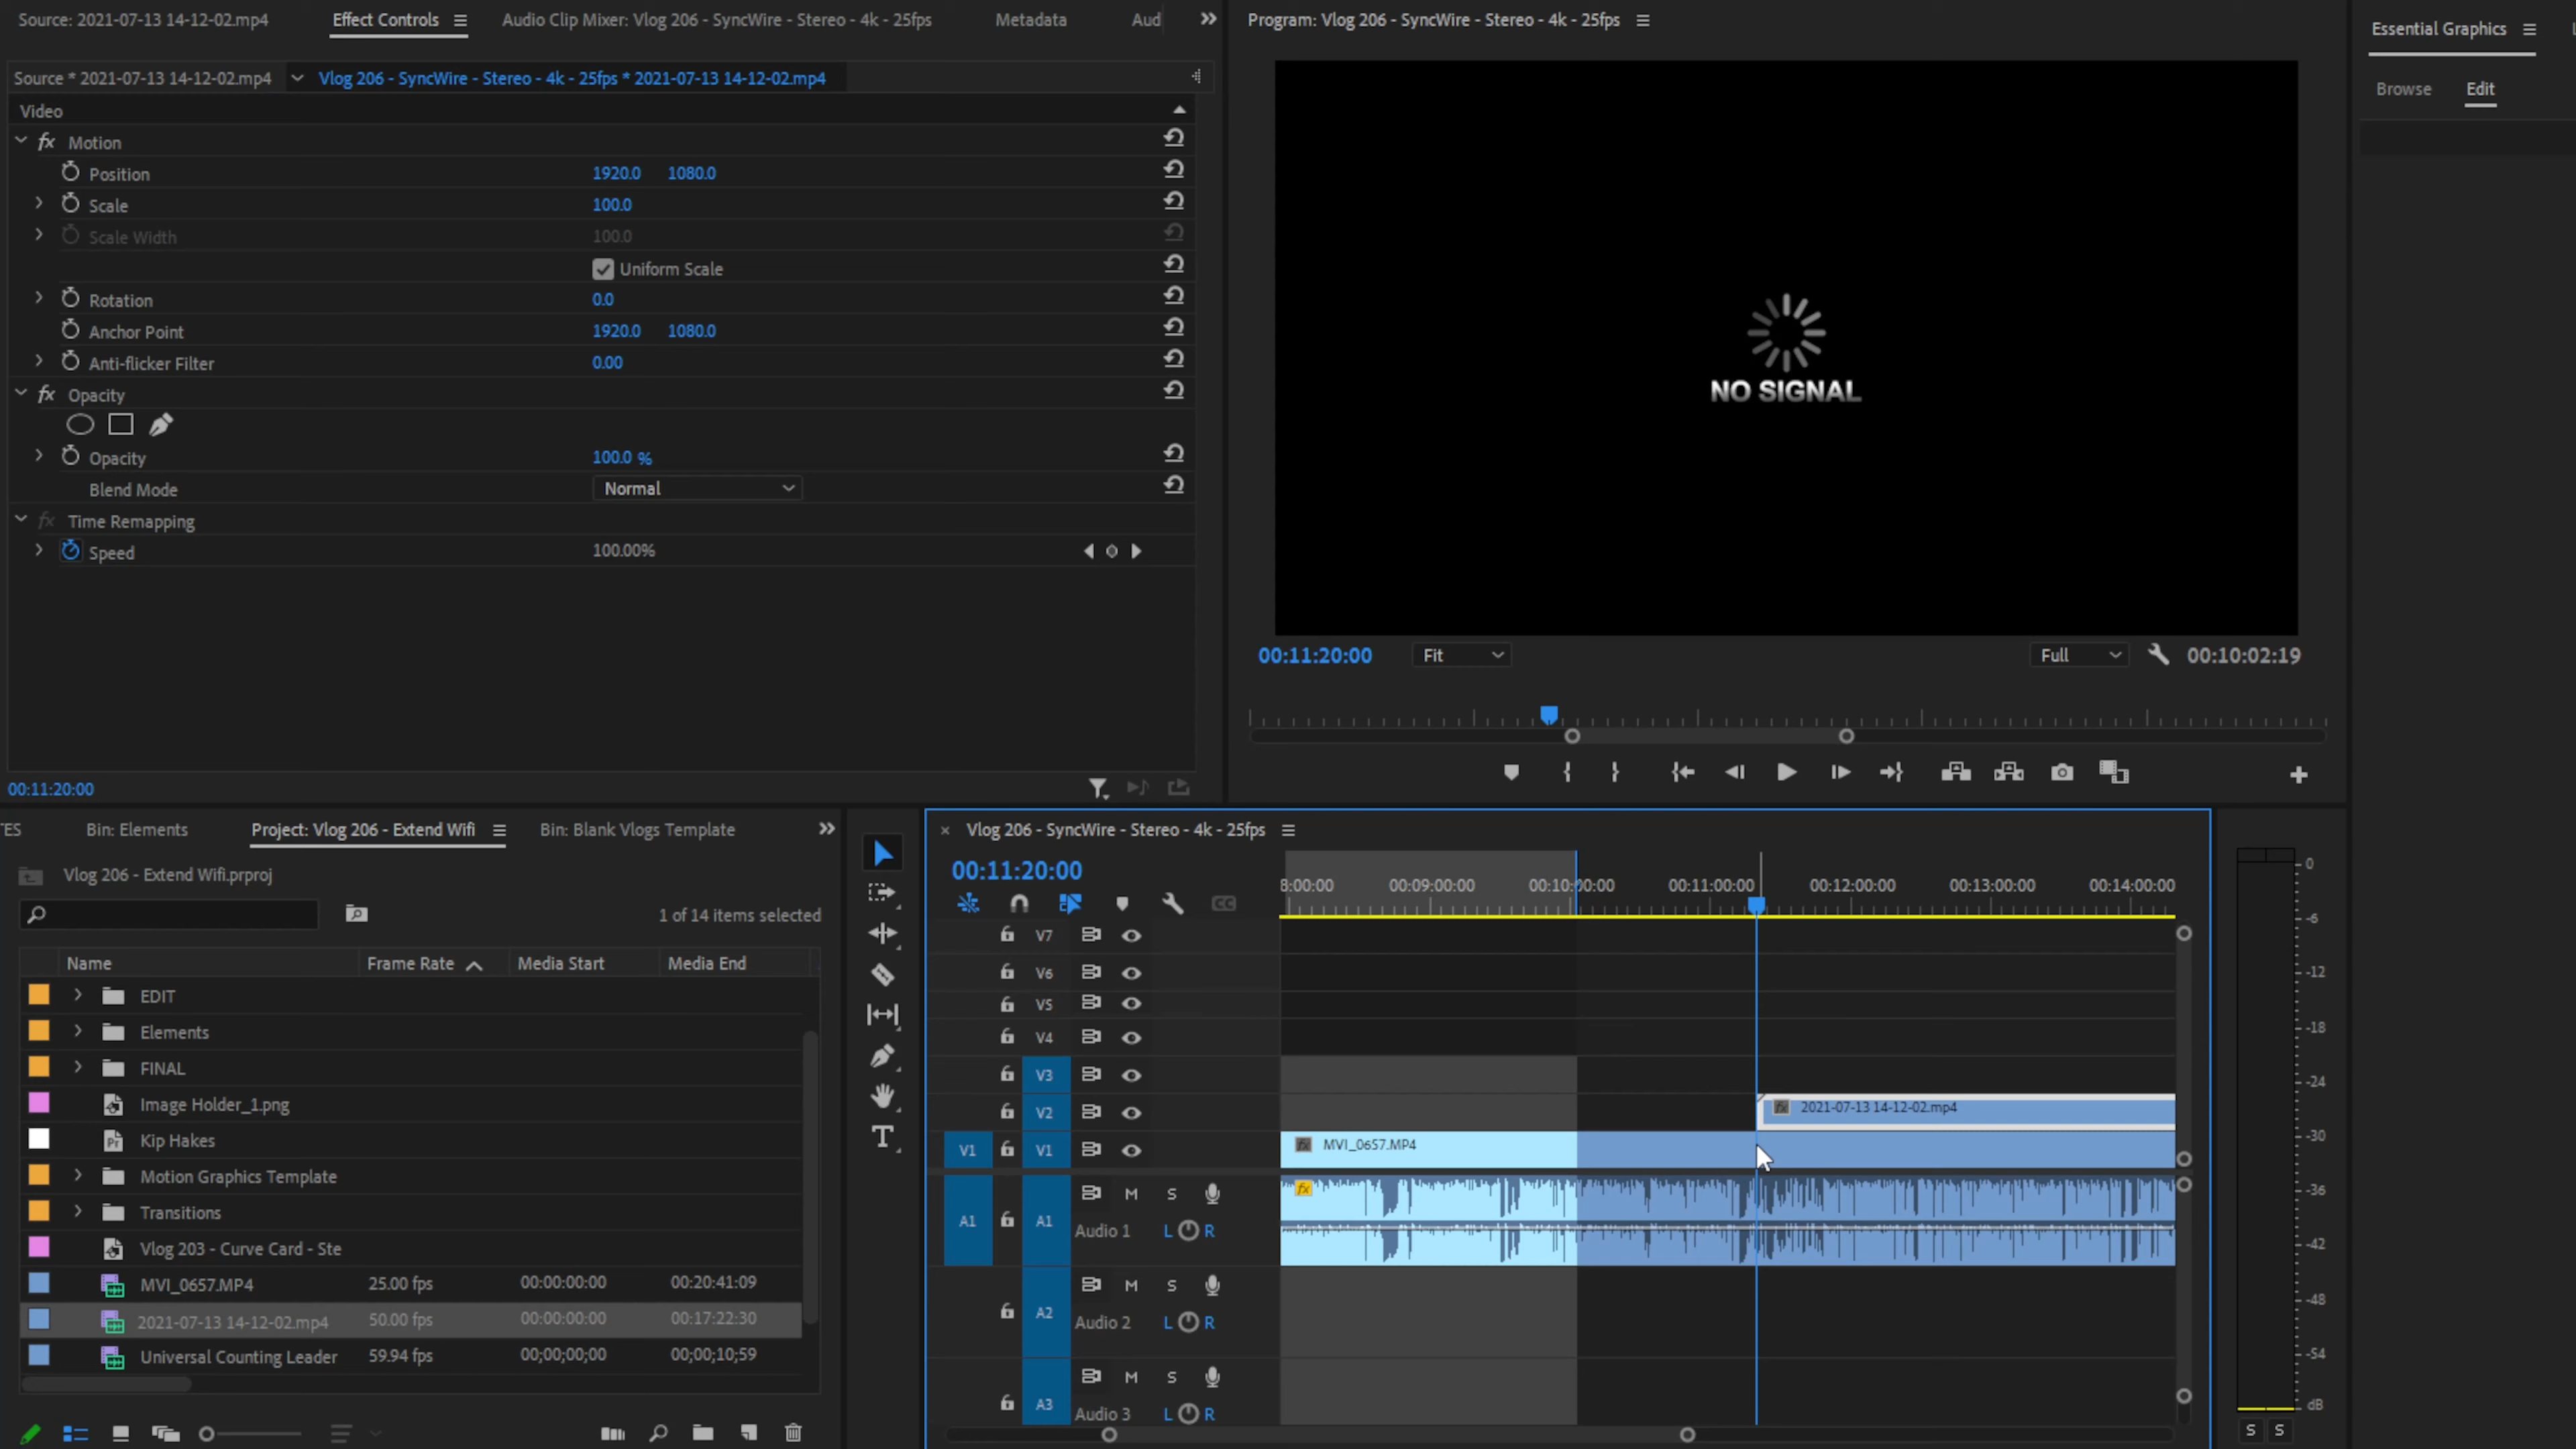 Source: 2021-07-13 14-12-02.mp4
Effect Controls
Audio Clip Mixer: Vlog 206 - SyncWire - Stereo - 4k - 25fps
Metadata
Aud
Program: Vlog 206 - SyncWire - Stereo - 4k - 25fps
Essential Graphics
Browse
Edit
Source * 2021-07-13 14-12-02.mp4
Vlog 206 - SyncWire - Stereo - 4k - 25fps * 2021-07-13 14-12-02.mp4
Video
fx Motion
Position 1920.0 1080.0
Scale 100.0
Scale Width 100.0
Uniform Scale
Rotation 0.0
Anchor Point 1920.0 1080.0
Anti-flicker Filter 0.00
fx Opacity
Opacity 100.0 %
Blend Mode Normal
fx Time Remapping
Speed 100.00%
00:11:20:00
NO SIGNAL
00:11:20:00
Fit
Full
00:10:02:19
ES
Bin: Elements
Project: Vlog 206 - Extend Wifi
Bin: Blank Vlogs Template
Vlog 206 - Extend Wifi.prproj
1 of 14 items selected
Name Frame Rate Media Start Media End
EDIT
Elements
FINAL
Image Holder_1.png
Pr Kip Hakes
Motion Graphics Template
Transitions
Vlog 203 - Curve Card - Ste
MVI_0657.MP4 25.00 fps 00:00:00:00 00:20:41:09
2021-07-13 14-12-02.mp4 50.00 fps 00:00:00:00 00:17:22:30
Universal Counting Leader 59.94 fps 00;00;00;00 00;00;10;59
T
× Vlog 206 - SyncWire - Stereo - 4k - 25fps
00:11:20:00
CC
8:00:00 00:09:00:00 00:10:00:00 00:11:00:00 00:12:00:00 00:13:00:00 00:14:00:00
V7
V6
V5
V4
V3
V2
fx 2021-07-13 14-12-02.mp4
V1 V1
fx MVI_0657.MP4
A1 A1 M S
Audio 1 L R
fx
A2 M S
Audio 2 L R
A3 M S
Audio 3 L R
0
-6
-12
-18
-24
-30
-36
-42
-48
-54
dB
S S